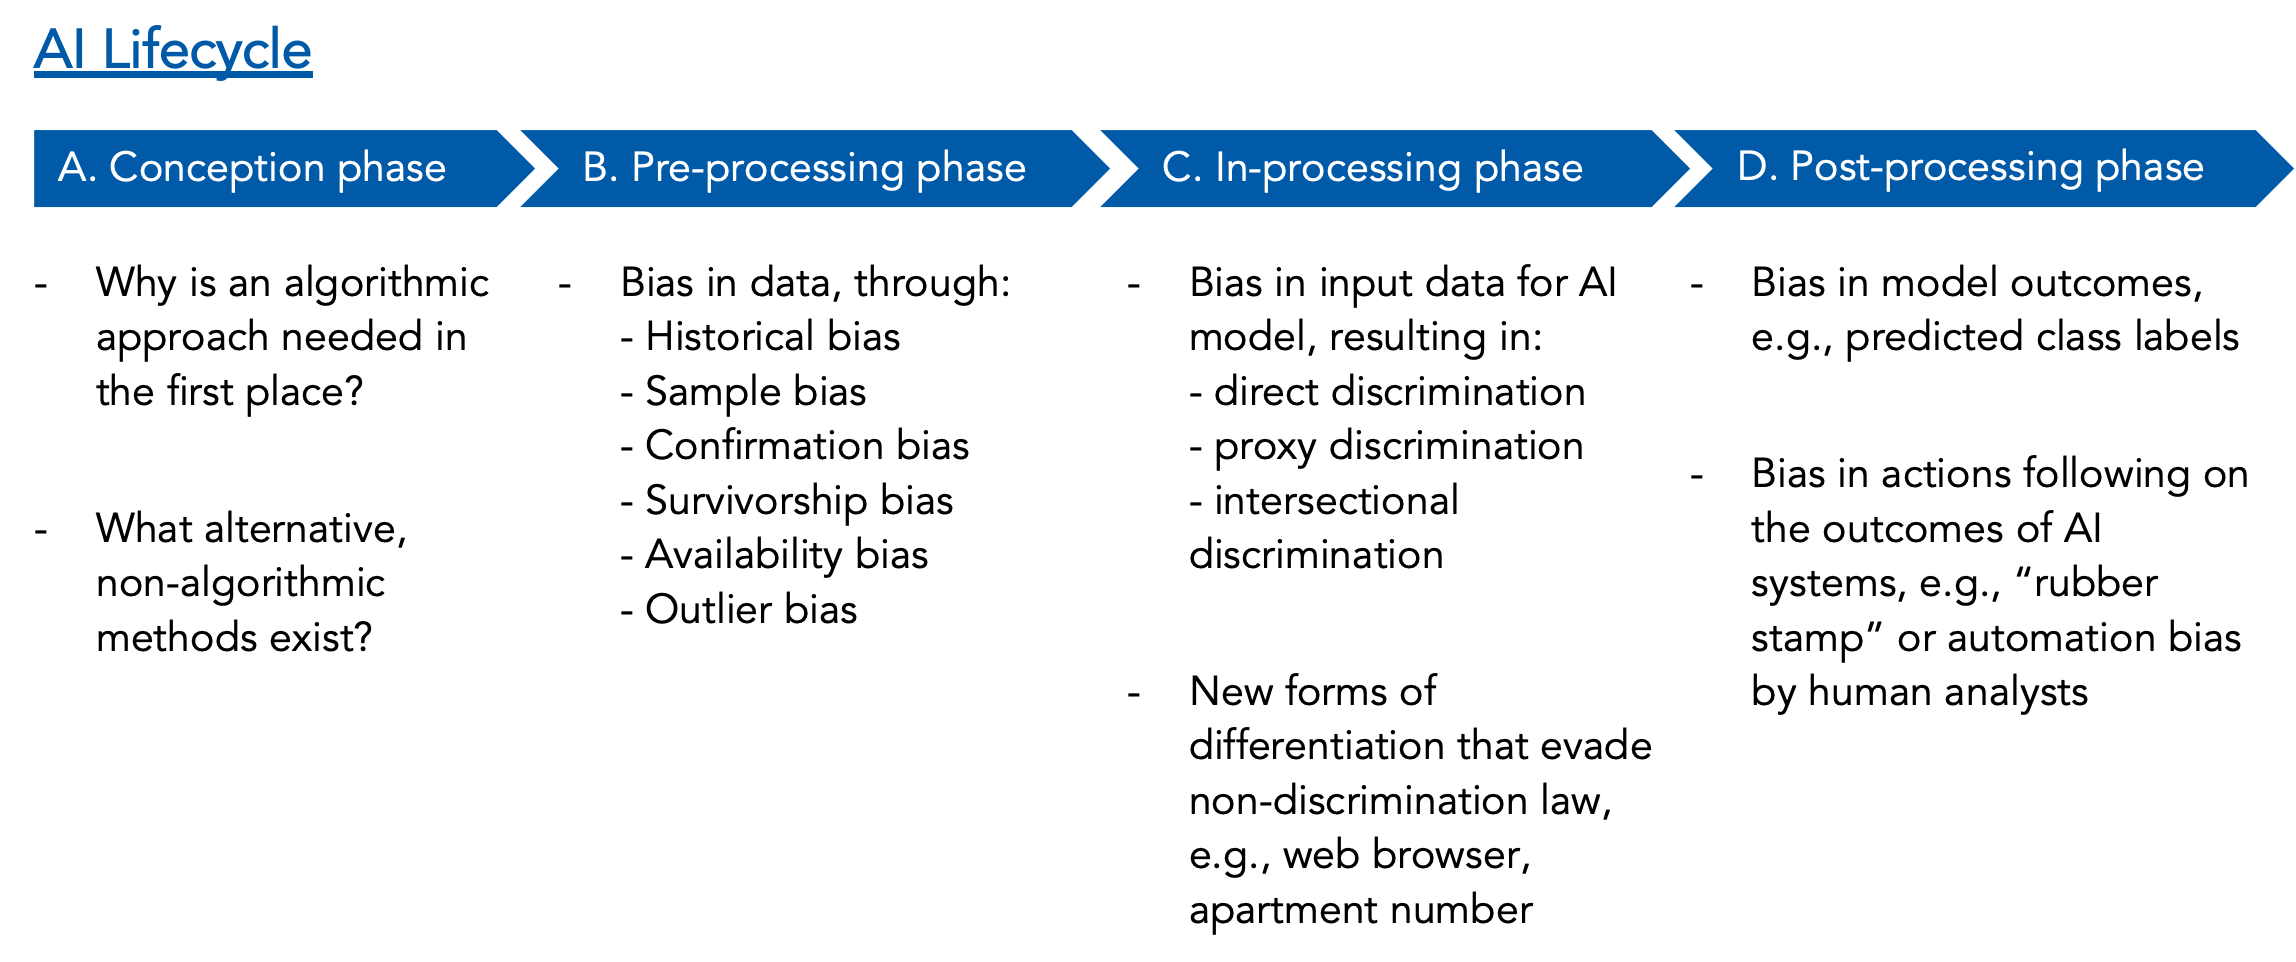 AI Lifecycle
A. Conception phase
B. Pre-processing phase
C. In-processing phase
D. Post-processing phase
- Why is an algorithmic
approach needed in
the first place?
- What alternative,
non-algorithmic
methods exist?
- Bias in data, through:
- Historical bias
- Sample bias
- Confirmation bias
- Survivorship bias
- Availability bias
- Outlier bias
- Bias in input data for AI
model, resulting in:
- direct discrimination
- proxy discrimination
- intersectional
discrimination
- New forms of
differentiation that evade
non-discrimination law,
e.g., web browser,
apartment number
- Bias in model outcomes,
e.g., predicted class labels
- Bias in actions following on
the outcomes of AI
systems, e.g., “rubber
stamp” or automation bias
by human analysts